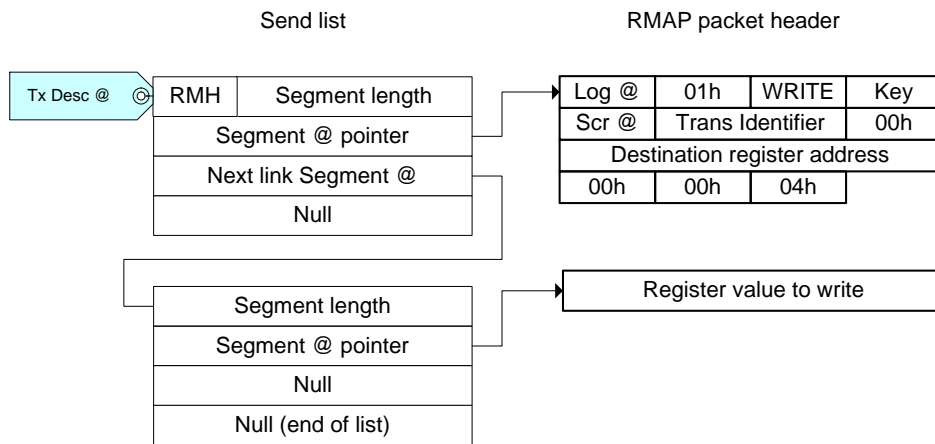 Send list
RMAP packet header
Tx Desc @
RMH Segment length
Segment @ pointer
Next link Segment @
Null
Log @ 01h WRITE Key
Scr @ Trans Identifier 00h
Destination register address
00h 00h 04h
Segment length
Segment @ pointer
Null
Null (end of list)
Register value to write